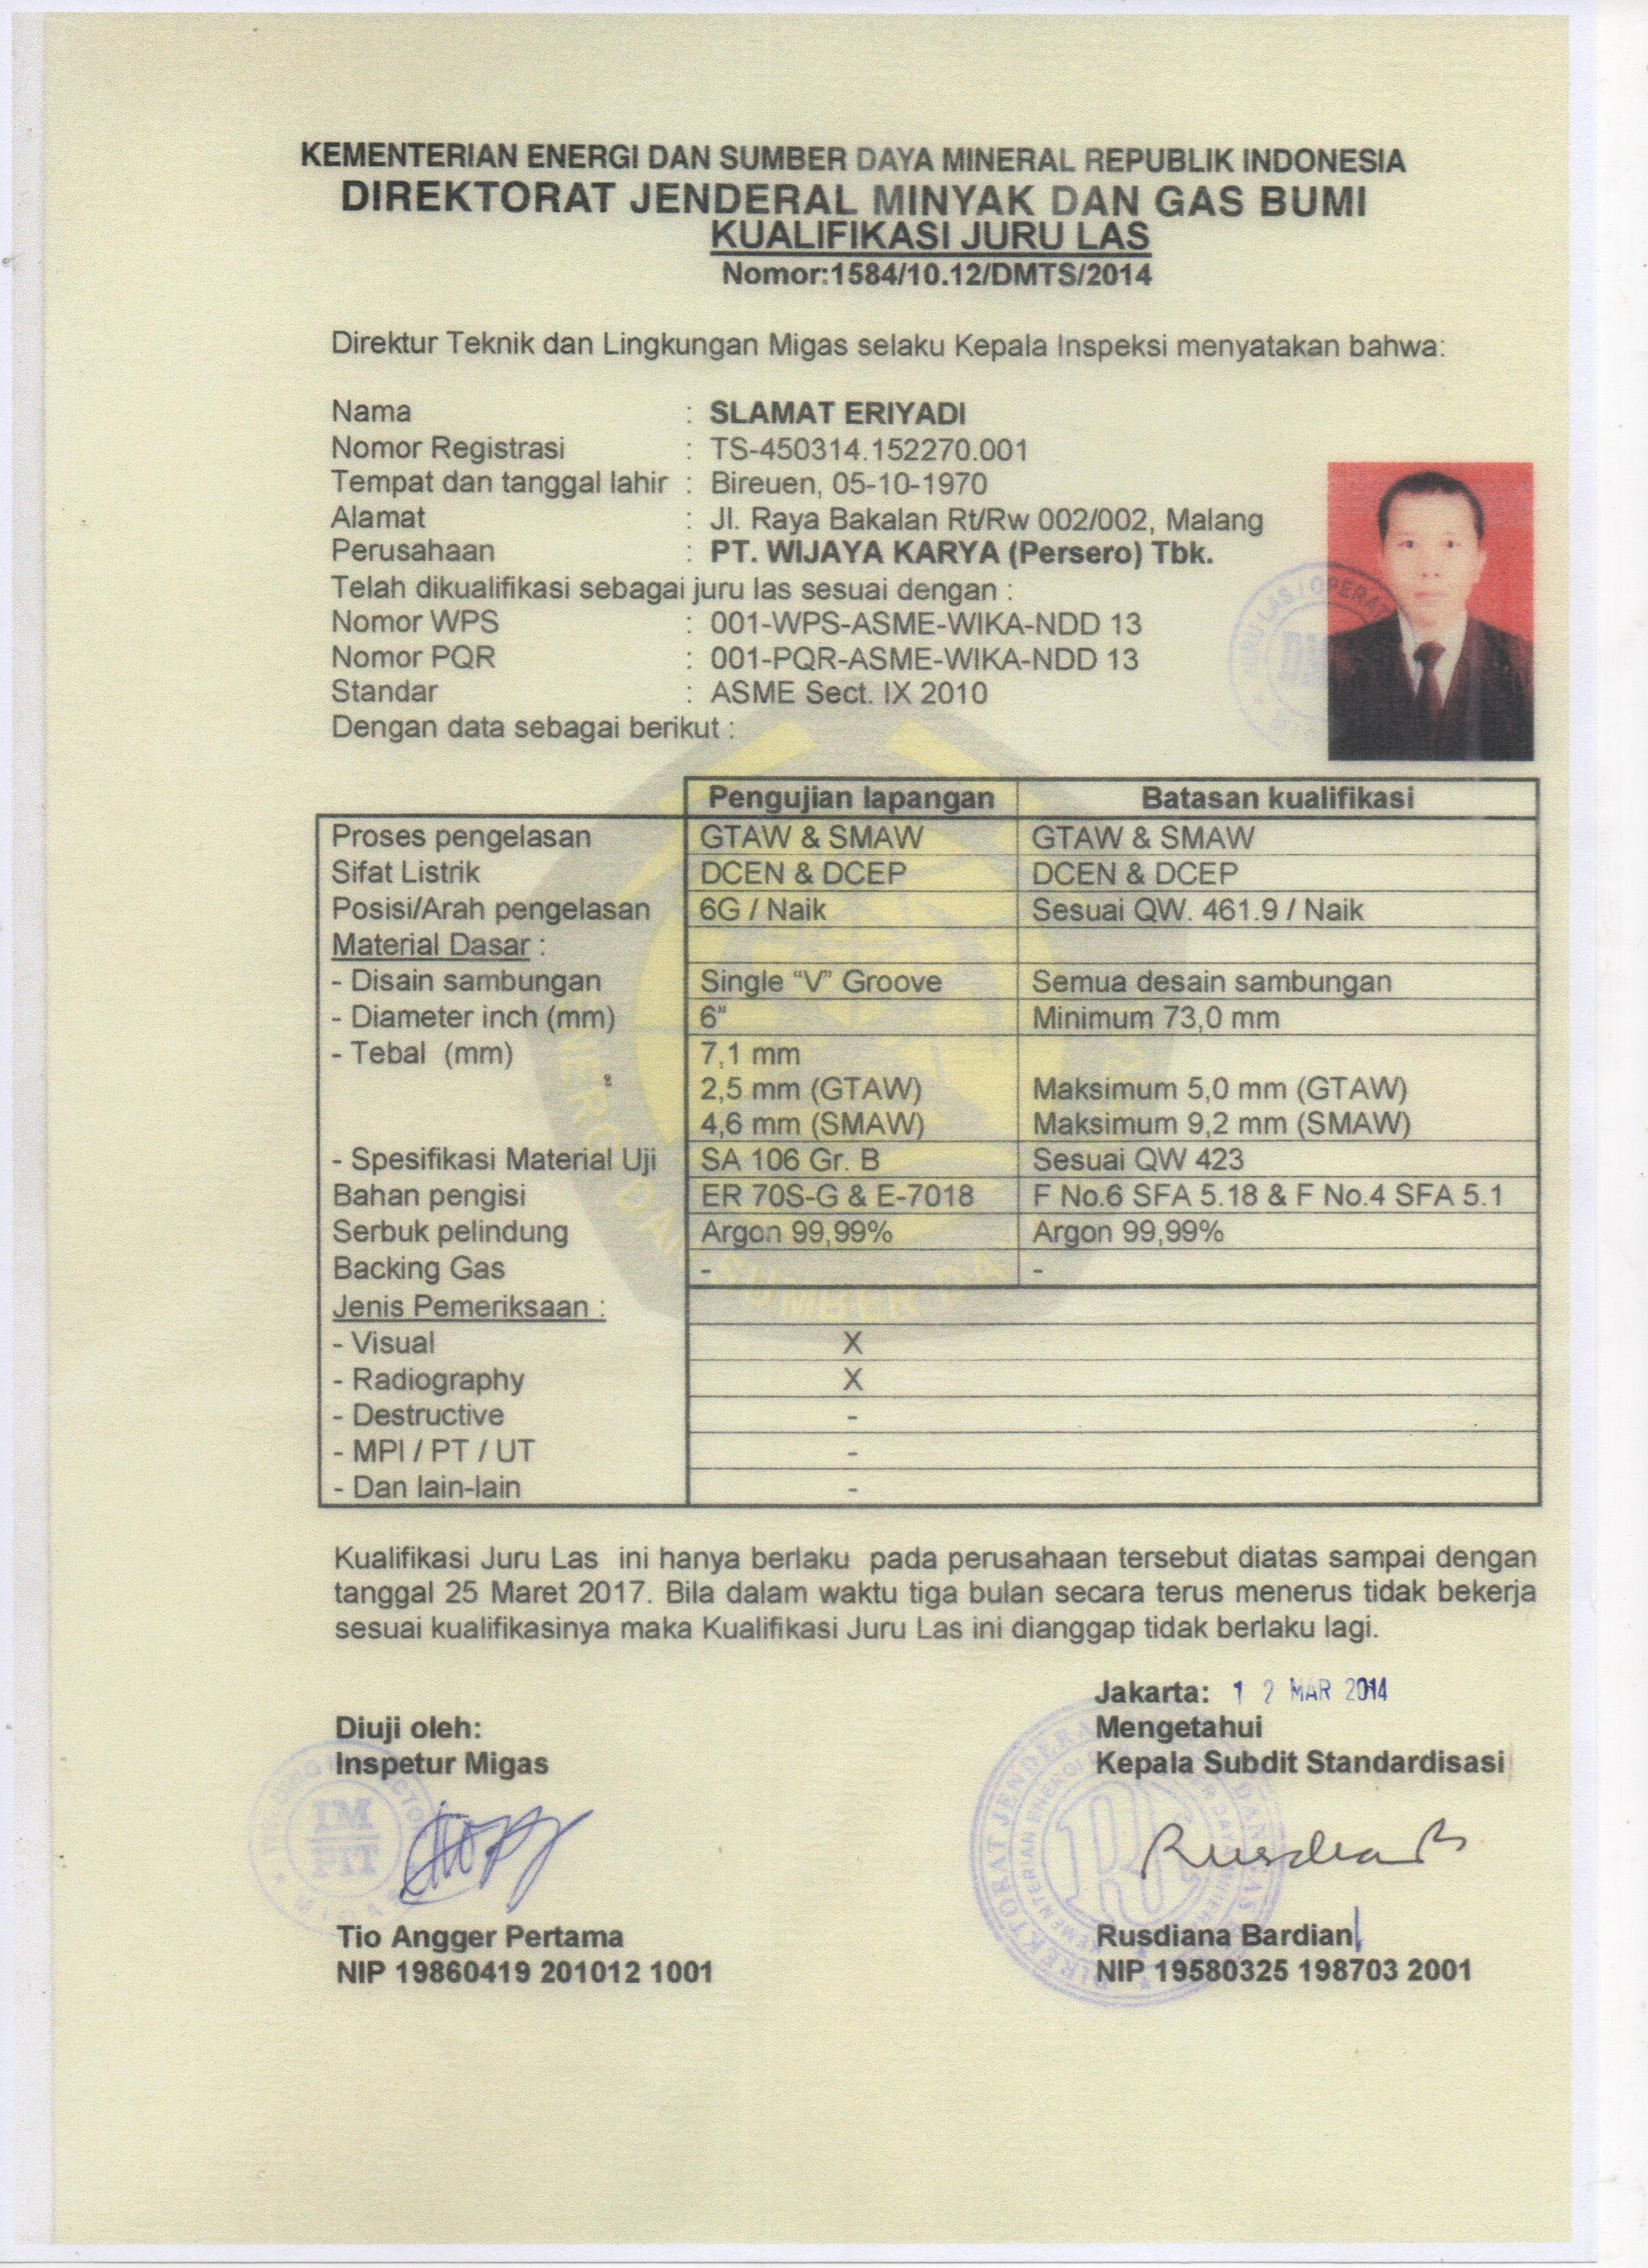 KEMENTERIAN ENERGI DAN SUMBER DAYA MINERAL REPUBLIK INDONESIA
DIREKTORAT JENDERAL MINYAK DAN GAS BUMI
KUALIFIKASI JURU LAS
Nomor:1584/10.12/DMTS/2014
Direktur Teknik dan Lingkungan Migas selaku Kepala Inspeksi menyatakan bahwa:
Nama : SLAMAT ERIYADI
Nomor Registrasi : TS-450314.152270.001
Tempat dan tanggal lahir : Bireuen, 05-10-1970
Alamat : Jl. Raya Bakalan Rt/Rw 002/002, Malang
Perusahaan : PT. WIJAYA KARYA (Persero) Tbk.
Telah dikualifikasi sebagai juru las sesuai dengan :
Nomor WPS : 001-WPS-ASME-WIKA-NDD 13
Nomor PQR : 001-PQR-ASME-WIKA-NDD 13
Standar : ASME Sect. IX 2010
Dengan data sebagai berikut :
JURU LAS / OPERAT
Pengujian lapangan Batasan kualifikasi
Proses pengelasan GTAW & SMAW GTAW & SMAW
Sifat Listrik DCEN & DCEP DCEN & DCEP
Posisi/Arah pengelasan 6G / Naik Sesuai QW. 461.9 / Naik
Material Dasar :
- Disain sambungan Single “V” Groove Semua desain sambungan
- Diameter inch (mm) 6” Minimum 73,0 mm
- Tebal (mm) 7,1 mm
2,5 mm (GTAW) Maksimum 5,0 mm (GTAW)
4,6 mm (SMAW) Maksimum 9,2 mm (SMAW)
- Spesifikasi Material Uji SA 106 Gr. B Sesuai QW 423
Bahan pengisi ER 70S-G & E-7018 F No.6 SFA 5.18 & F No.4 SFA 5.1
Serbuk pelindung Argon 99,99% Argon 99,99%
Backing Gas - -
Jenis Pemeriksaan :
- Visual X
- Radiography X
- Destructive -
- MPI / PT / UT -
- Dan lain-lain -
Kualifikasi Juru Las ini hanya berlaku pada perusahaan tersebut diatas sampai dengan
tanggal 25 Maret 2017. Bila dalam waktu tiga bulan secara terus menerus tidak bekerja
sesuai kualifikasinya maka Kualifikasi Juru Las ini dianggap tidak berlaku lagi.
Jakarta: 12 MAR 2014
Diuji oleh: Mengetahui
Inspetur Migas Kepala Subdit Standardisasi
IM
Rusdiana B
Tio Angger Pertama Rusdiana Bardian
NIP 19860419 201012 1001 NIP 19580325 198703 2001